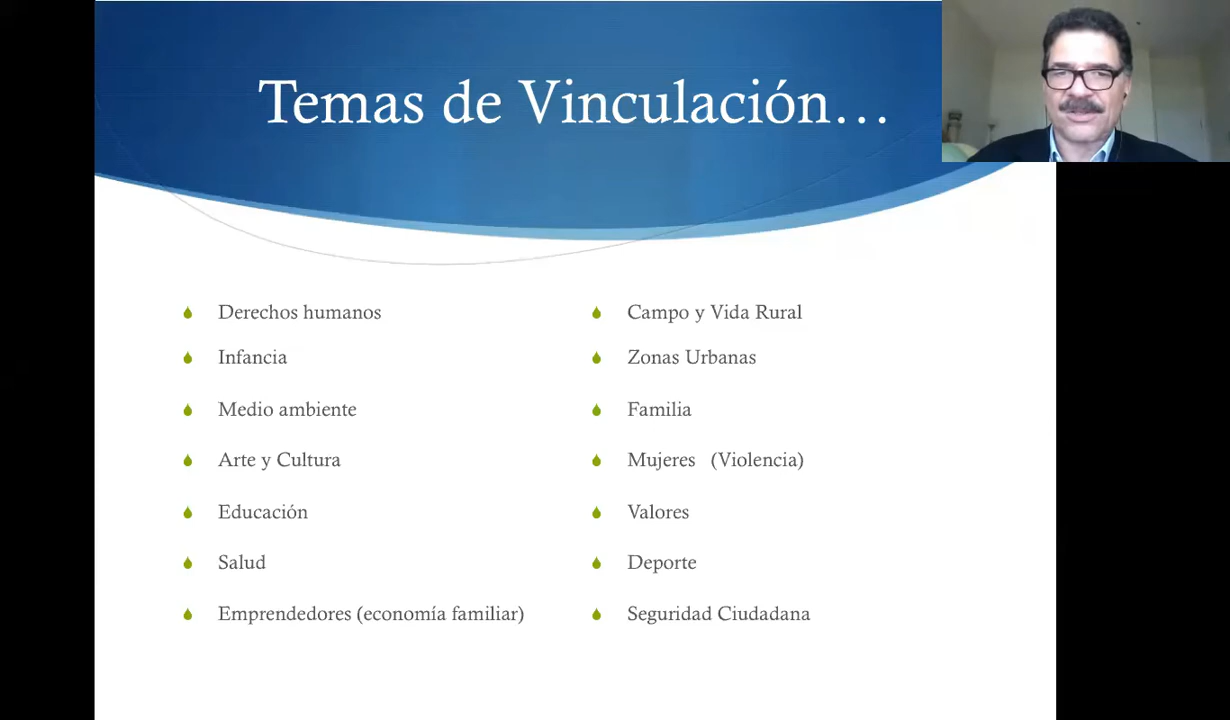 Temas de Vinculación...
Derechos humanos
Infancia
Medio ambiente
Arte y Cultura
Educación
Salud
Emprendedores (economía familiar)
Campo y Vida Rural
Zonas Urbanas
Familia
Mujeres (Violencia)
Valores
Deporte
Seguridad Ciudadana